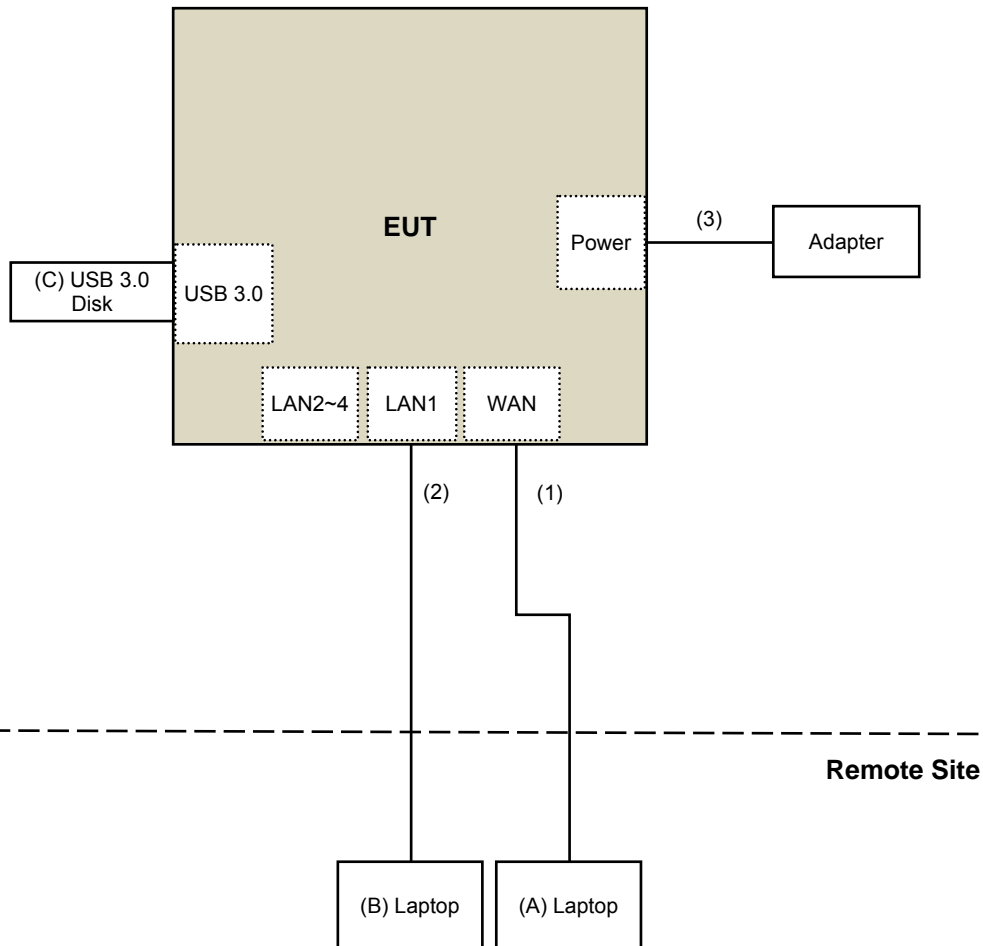 EUT
Power
(3)
Adapter
(C) USB 3.0
Disk
USB 3.0
LAN2~4
LAN1
WAN
(2)
(1)
Remote Site
(B) Laptop
(A) Laptop